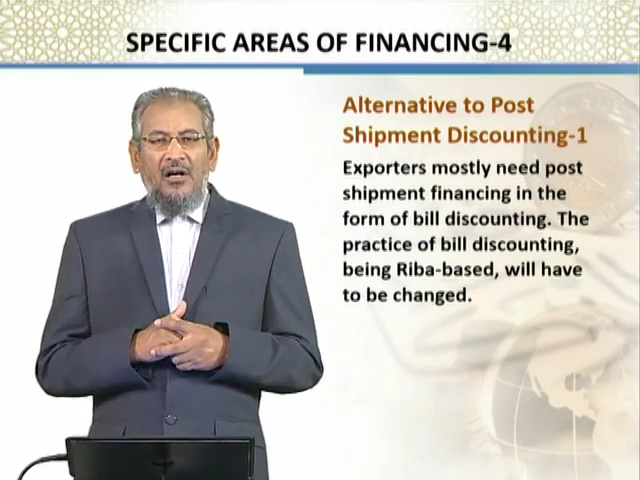 SPECIFIC AREAS OF FINANCING-4
Alternative to Post
Shipment Discounting-1
Exporters mostly need post
shipment financing in the
form of bill discounting. The
practice of bill discounting,
being Riba-based, will have
to be changed.